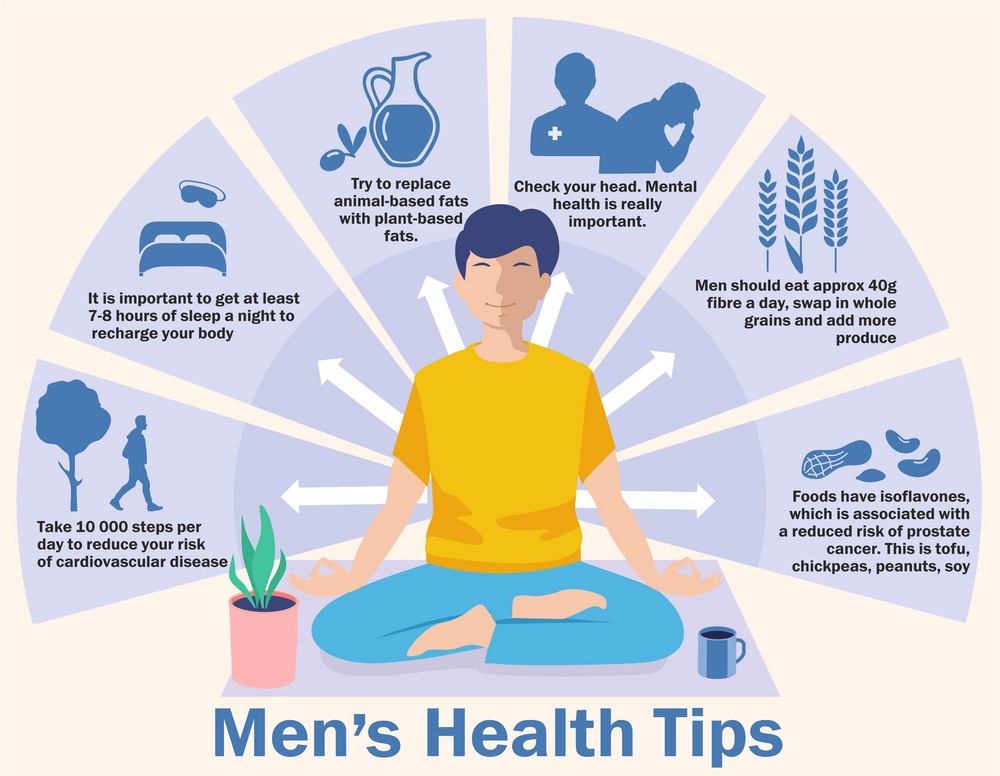 Try to replace
animal-based fats
with plant-based
fats.
Check your head. Mental
health is really
important.
It is important to get at least
7-8 hours of sleep a night to
recharge your body
Men should eat approx 40g
fibre a day, swap in whole
grains and add more
produce
Take 10 000 steps per
day to reduce your risk
of cardiovascular disease
Foods have isoflavones,
which is associated with
a reduced risk of prostate
cancer. This is tofu,
chickpeas, peanuts, soy
Men's Health Tips